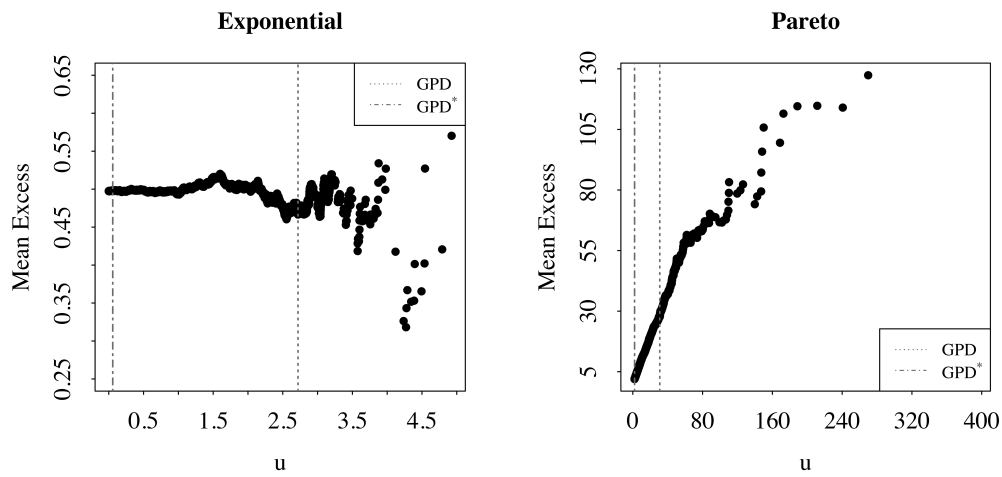 Exponential
Mean Excess
0.25 0.35 0.45 0.55 0.65
GPD
GPD*
0.5 1.5 2.5 3.5 4.5
u
Pareto
Mean Excess
5 30 55 80 105 130
GPD
GPD*
0 80 160 240 320 400
u